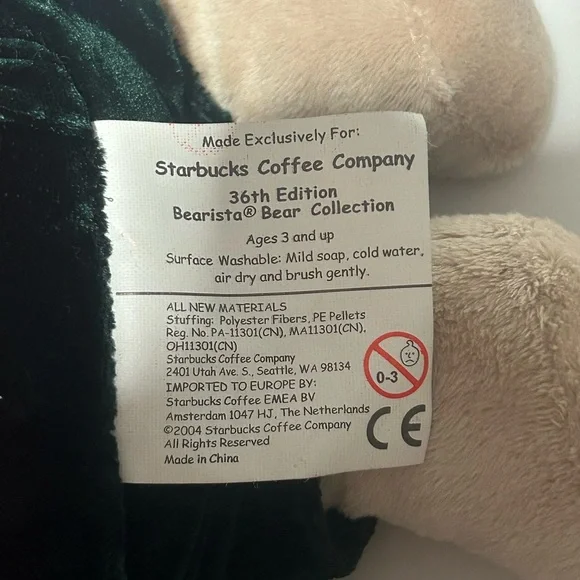 Made Exclusively For:
Starbucks Coffee Company
36th Edition
Bearista® Bear Collection
Ages 3 and up
Surface Washable: Mild soap, cold water,
air dry and brush gently.
ALL NEW MATERIALS
Stuffing: Polyester Fibers, PE Pellets
Reg. No. PA-11301(CN), MA11301(CN),
OH11301(CN)
Starbucks Coffee Company
2401 Utah Ave. S., Seattle, WA 98134
IMPORTED TO EUROPE BY:
Starbucks Coffee EMEA BV
Amsterdam 1047 HJ, The Netherlands
©2004 Starbucks Coffee Company
All Rights Reserved
Made in China
0-3
CE